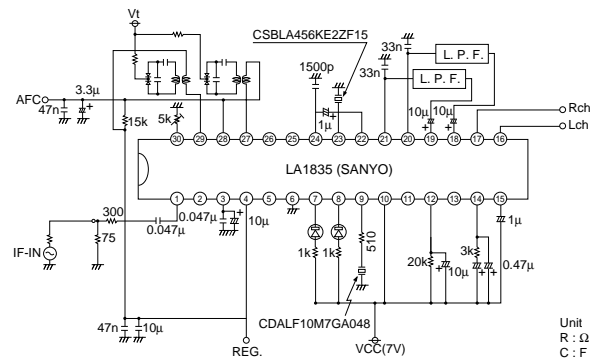 Vt
CSBLA456KE2ZF15
33n
L. P. F.
1500p
33n
L. P. F.
AFC
3.3μ
+
47n
15k
5k
1μ
+
10μ
10μ
+
+
Rch
Lch
30 29 28 27 26 25 24 23 22 21 20 19 18 17 16
LA1835 (SANYO)
1 2 3 4 5 6 7 8 9 10 11 12 13 14 15
300
0.047μ
0.047μ
+
10μ
75
IF-IN
1k
1k
510
20k
+
10μ
3k
+
+
0.47μ
1μ
47n
10μ
REG.
CDALF10M7GA048
VCC(7V)
Unit
R : Ω
C : F